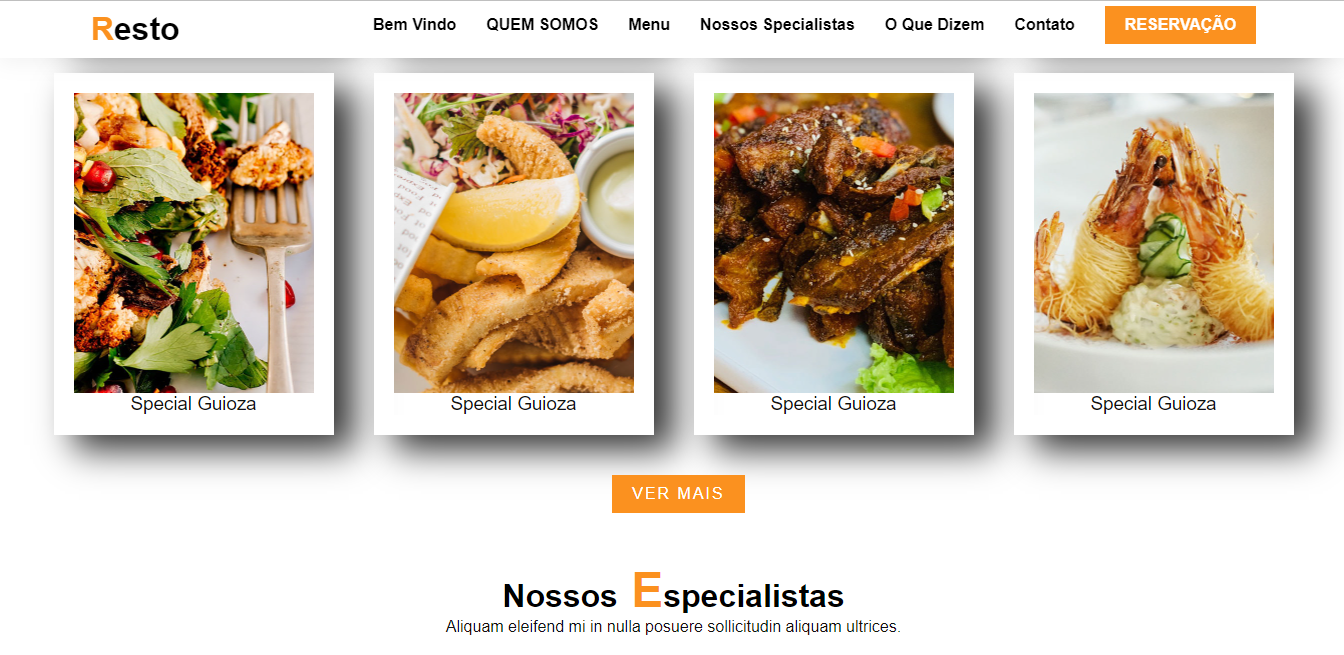 Resto
Bem Vindo QUEM SOMOS Menu Nossos Specialistas O Que Dizem Contato RESERVAÇÃO
Special Guioza Special Guioza Special Guioza Special Guioza
VER MAIS
Nossos Especialistas
Aliquam eleifend mi in nulla posuere sollicitudin aliquam ultrices.